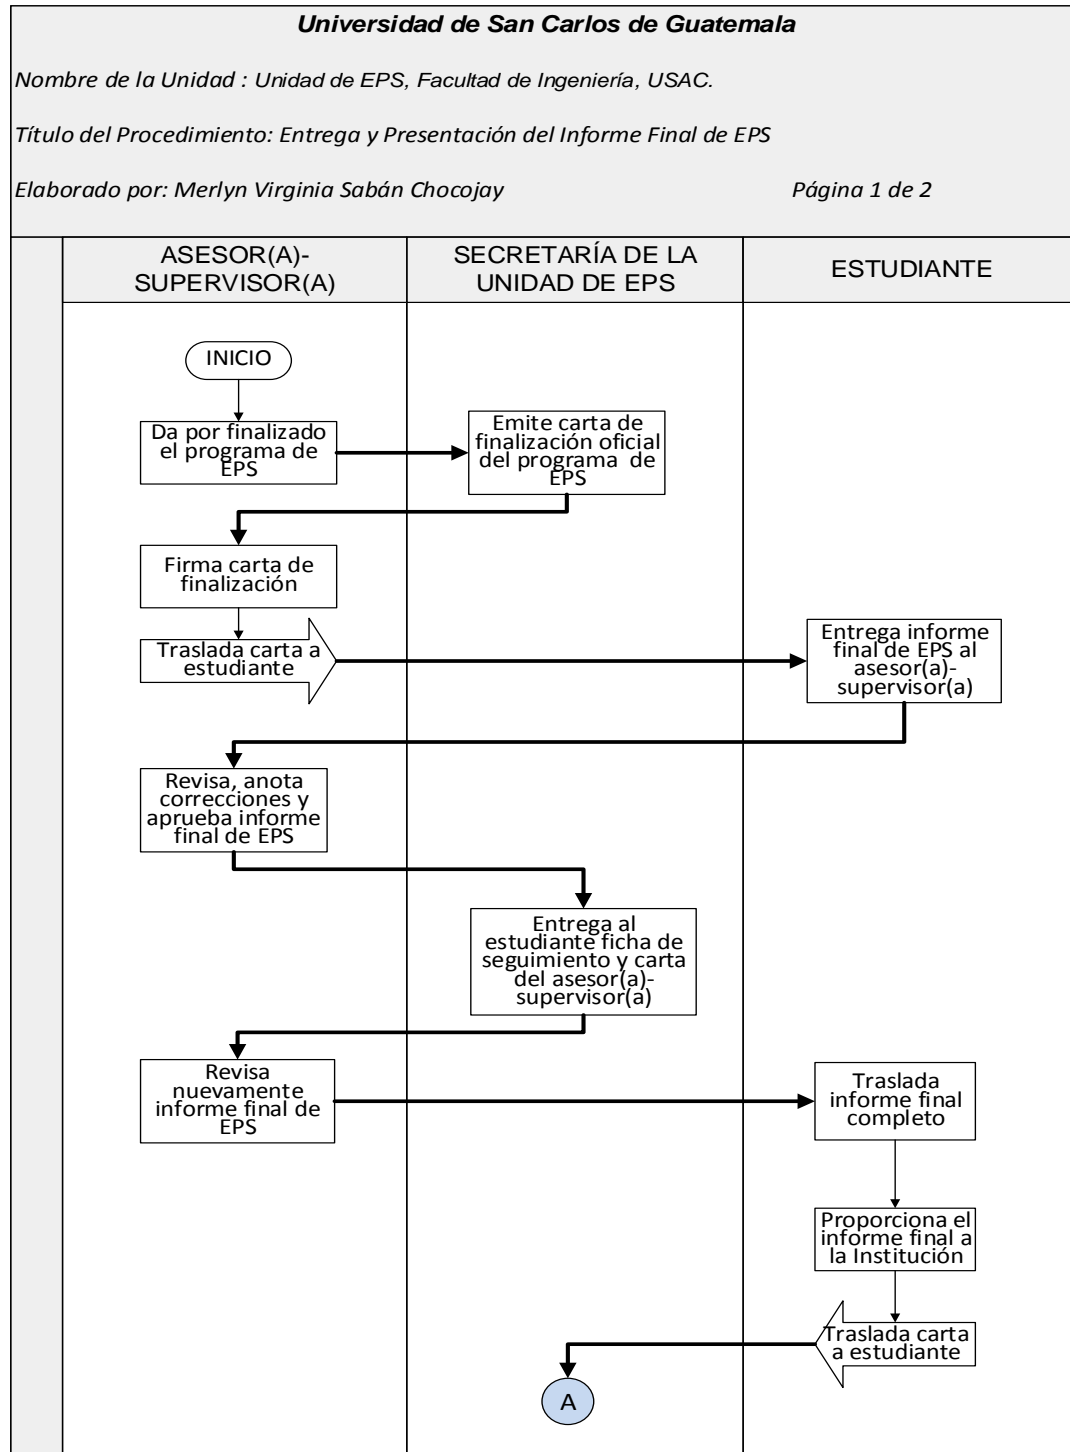 Universidad de San Carlos de Guatemala
Nombre de la Unidad : Unidad de EPS, Facultad de Ingeniería, USAC.
Título del Procedimiento: Entrega y Presentación del Informe Final de EPS
Elaborado por: Merlyn Virginia Sabán Chocojay
Página 1 de 2
ASESOR(A)-
SUPERVISOR(A)
SECRETARÍA DE LA
UNIDAD DE EPS
ESTUDIANTE
INICIO
Da por finalizado
el programa de
EPS
Emite carta de
finalización oficial
del programa de
EPS
Firma carta de
finalización
Traslada carta a
estudiante
Entrega informe
final de EPS al
asesor(a)-
supervisor(a)
Revisa, anota
correcciones y
aprueba informe
final de EPS
Entrega al
estudiante ficha de
seguimiento y carta
del asesor(a)-
supervisor(a)
Revisa
nuevamente
informe final de
EPS
Traslada
informe final
completo
Proporciona el
informe final a
la Institución
Traslada carta
a estudiante
A